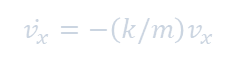 v̇ₓ = −(k/m)vₓ